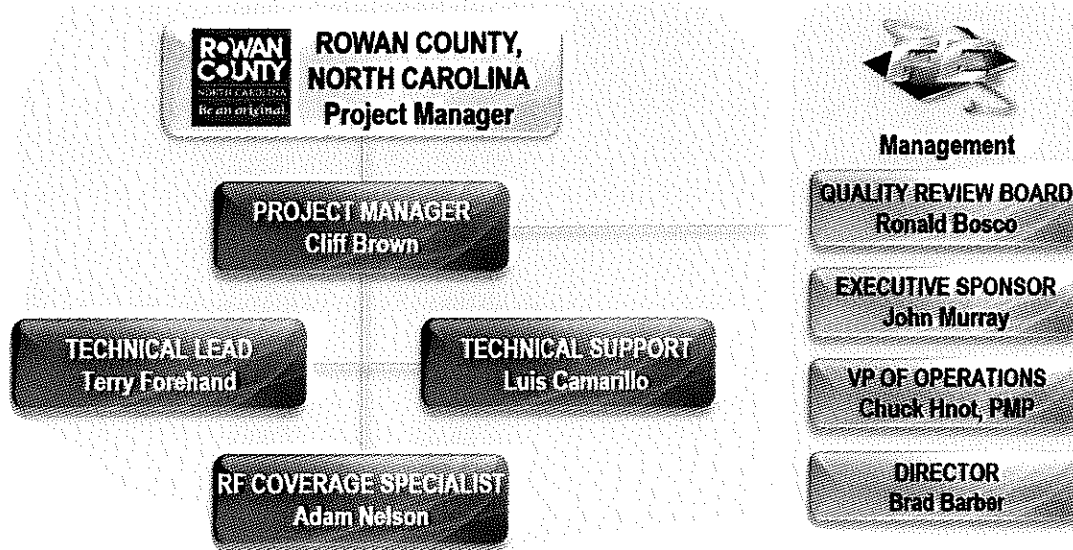 ROWAN
COUNTY
NORTH CAROLINA
Be an original.
ROWAN COUNTY,
NORTH CAROLINA
Project Manager
PROJECT MANAGER
Cliff Brown
TECHNICAL LEAD
Terry Forehand
TECHNICAL SUPPORT
Luis Camarillo
RF COVERAGE SPECIALIST
Adam Nelson
Management
QUALITY REVIEW BOARD
Ronald Bosco
EXECUTIVE SPONSOR
John Murray
VP OF OPERATIONS
Chuck Hnot, PMP
DIRECTOR
Brad Barber